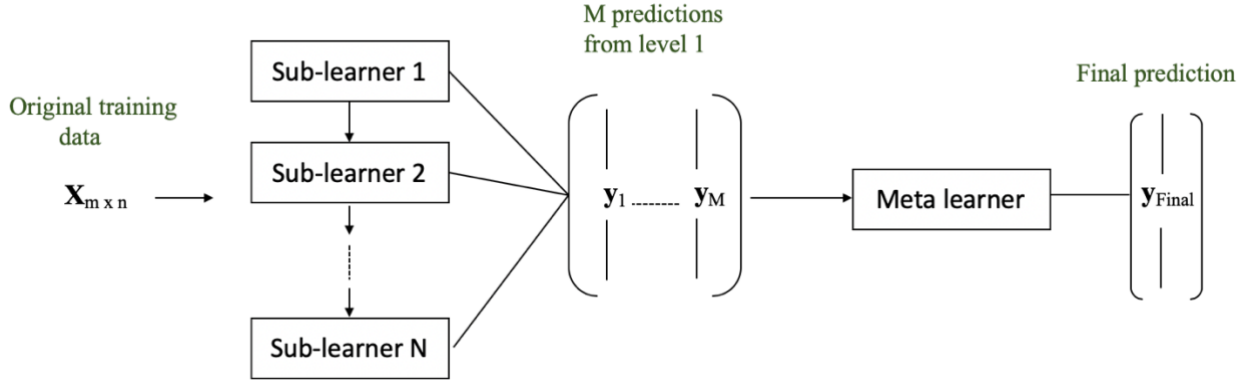 Original training
data
X m x n
Sub-learner 1
Sub-learner 2
Sub-learner N
M predictions
from level 1
y1 -------- yM
Meta learner
Final prediction
yFinal